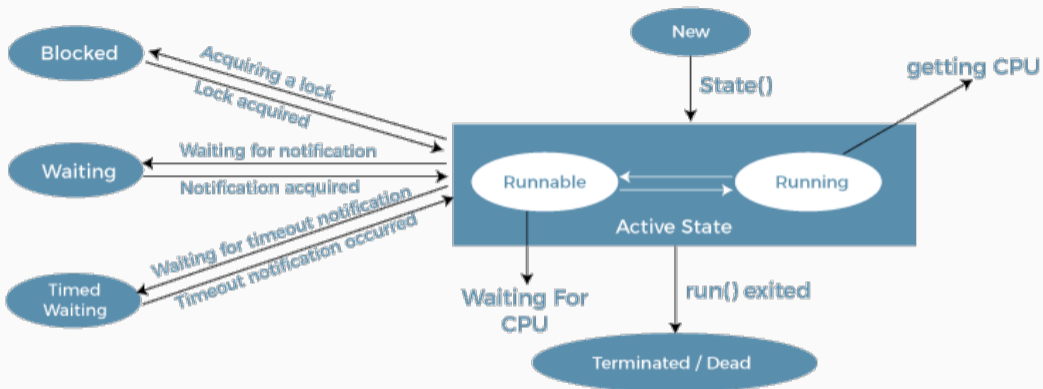 New
Blocked
Acquiring a lock
Lock acquired
State()
getting CPU
Waiting
Waiting for notification
Notification acquired
Runnable
Running
Active State
Waiting for timeout notification
Timeout notification occurred
Timed
Waiting
Waiting For
CPU
run() exited
Terminated / Dead